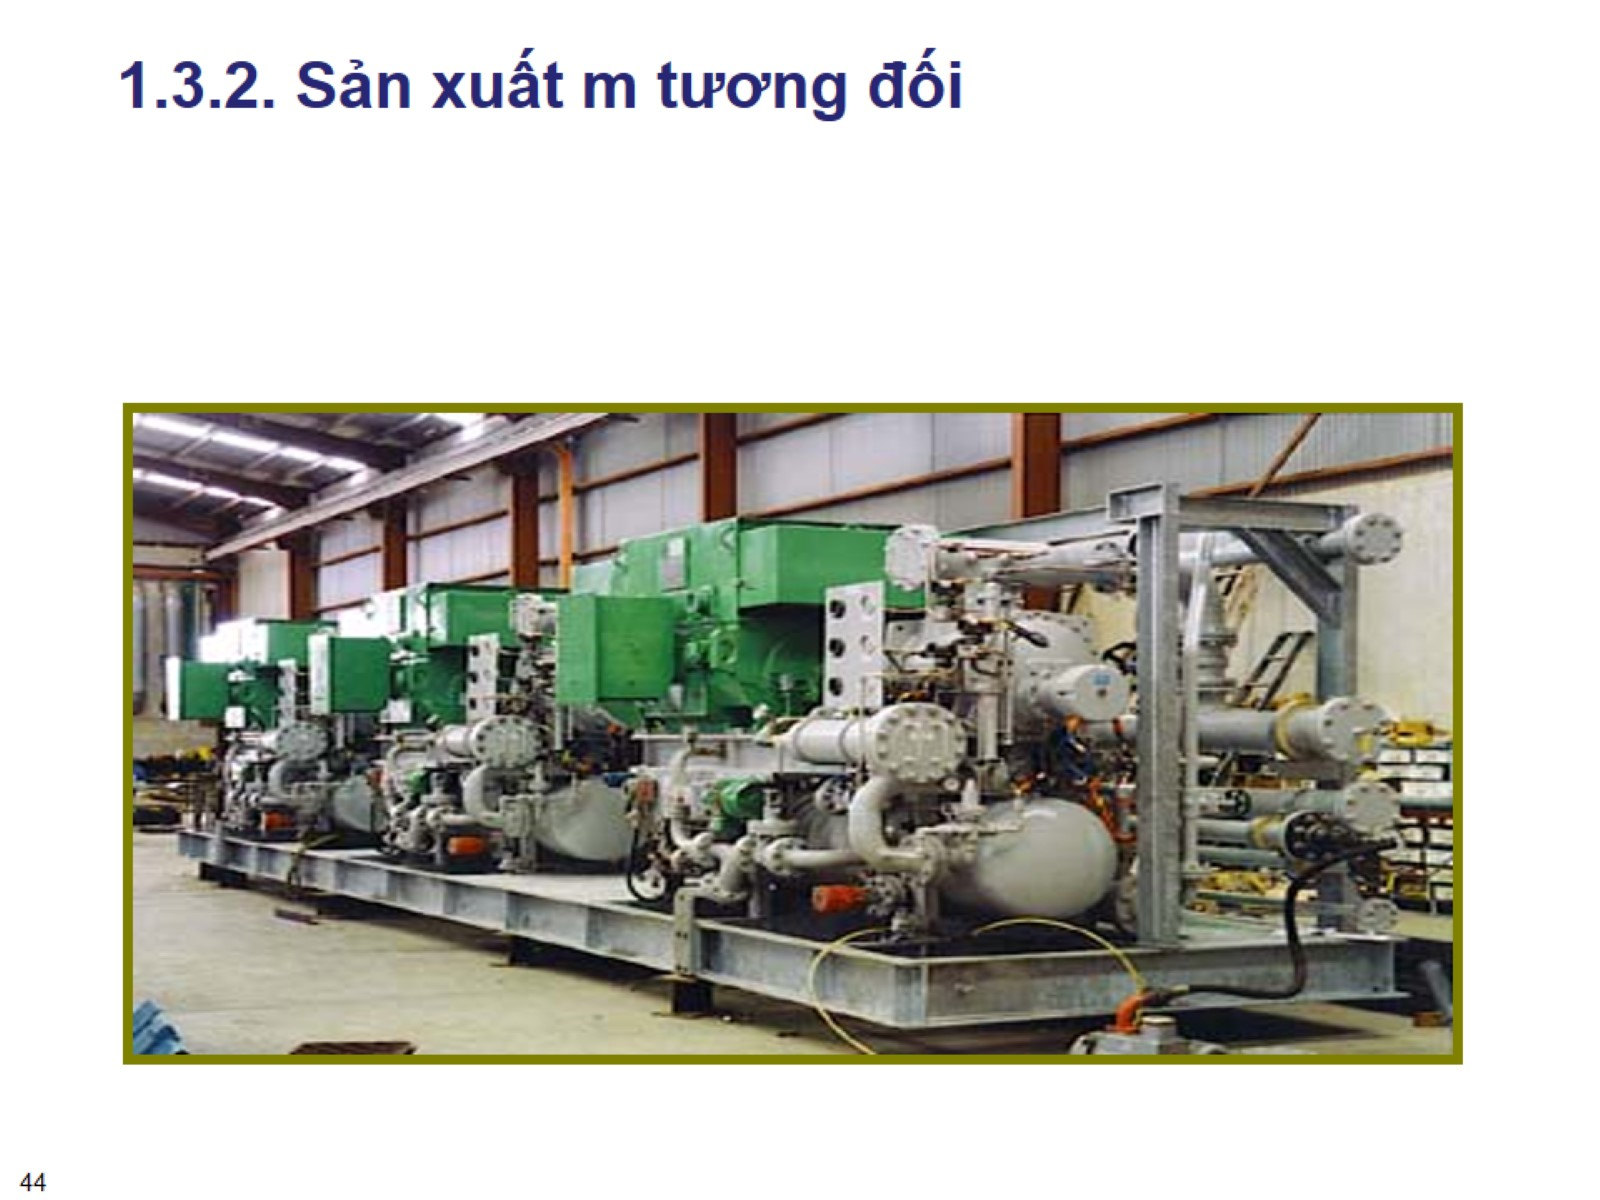 1.3.2. Sản xuất m tương đối
44